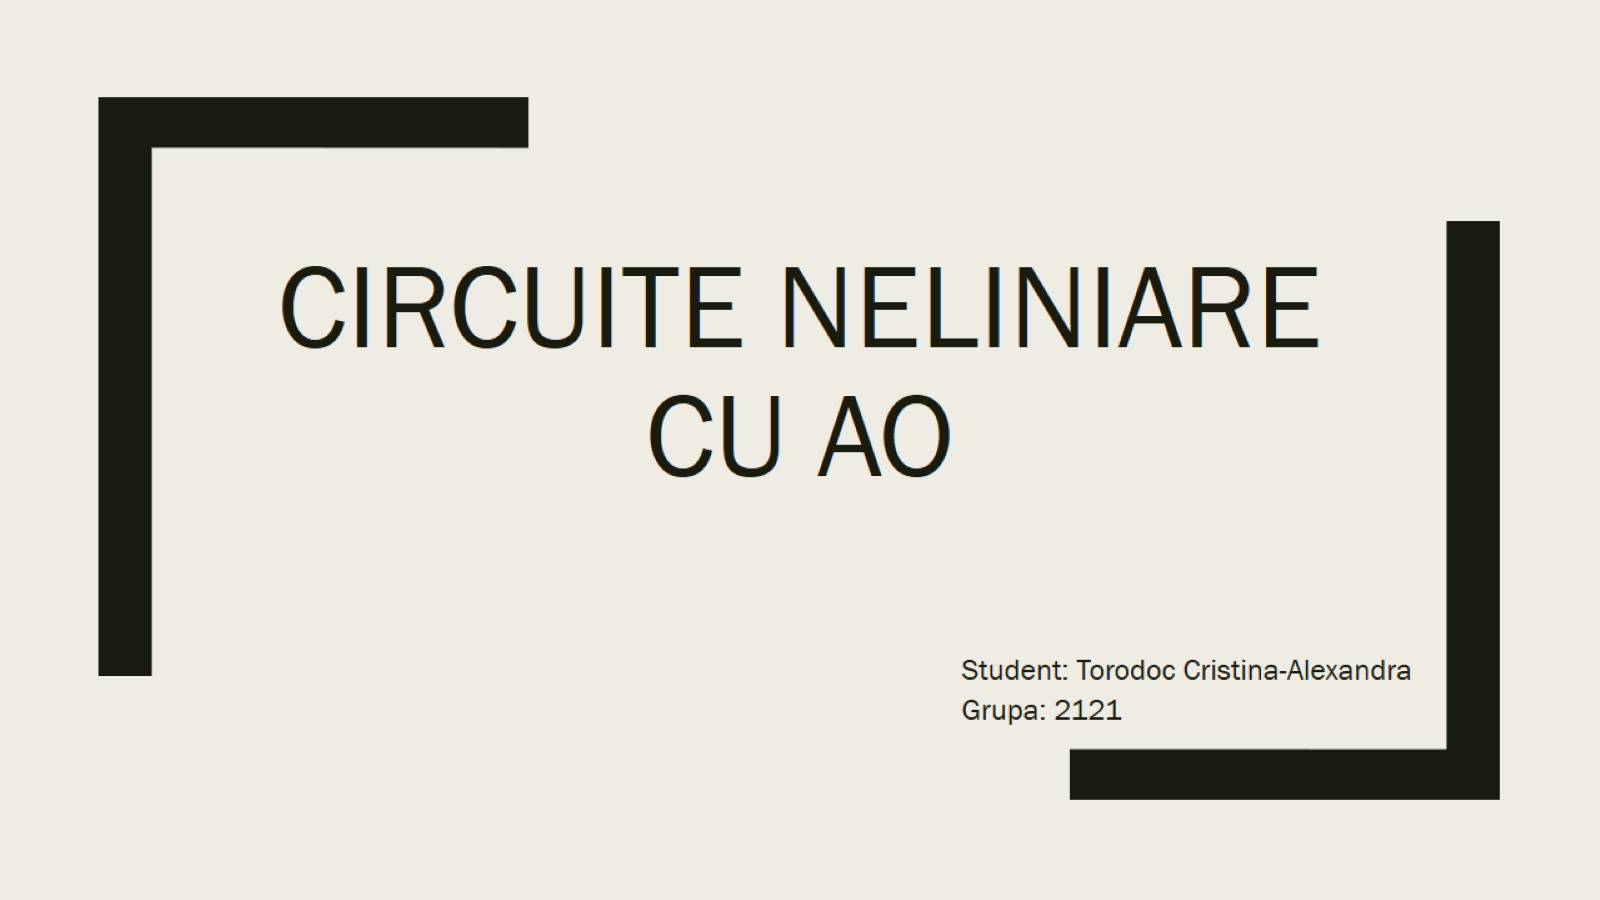 CIRCUITE NELINIARE
CU AO
Student: Torodoc Cristina-Alexandra
Grupa: 2121